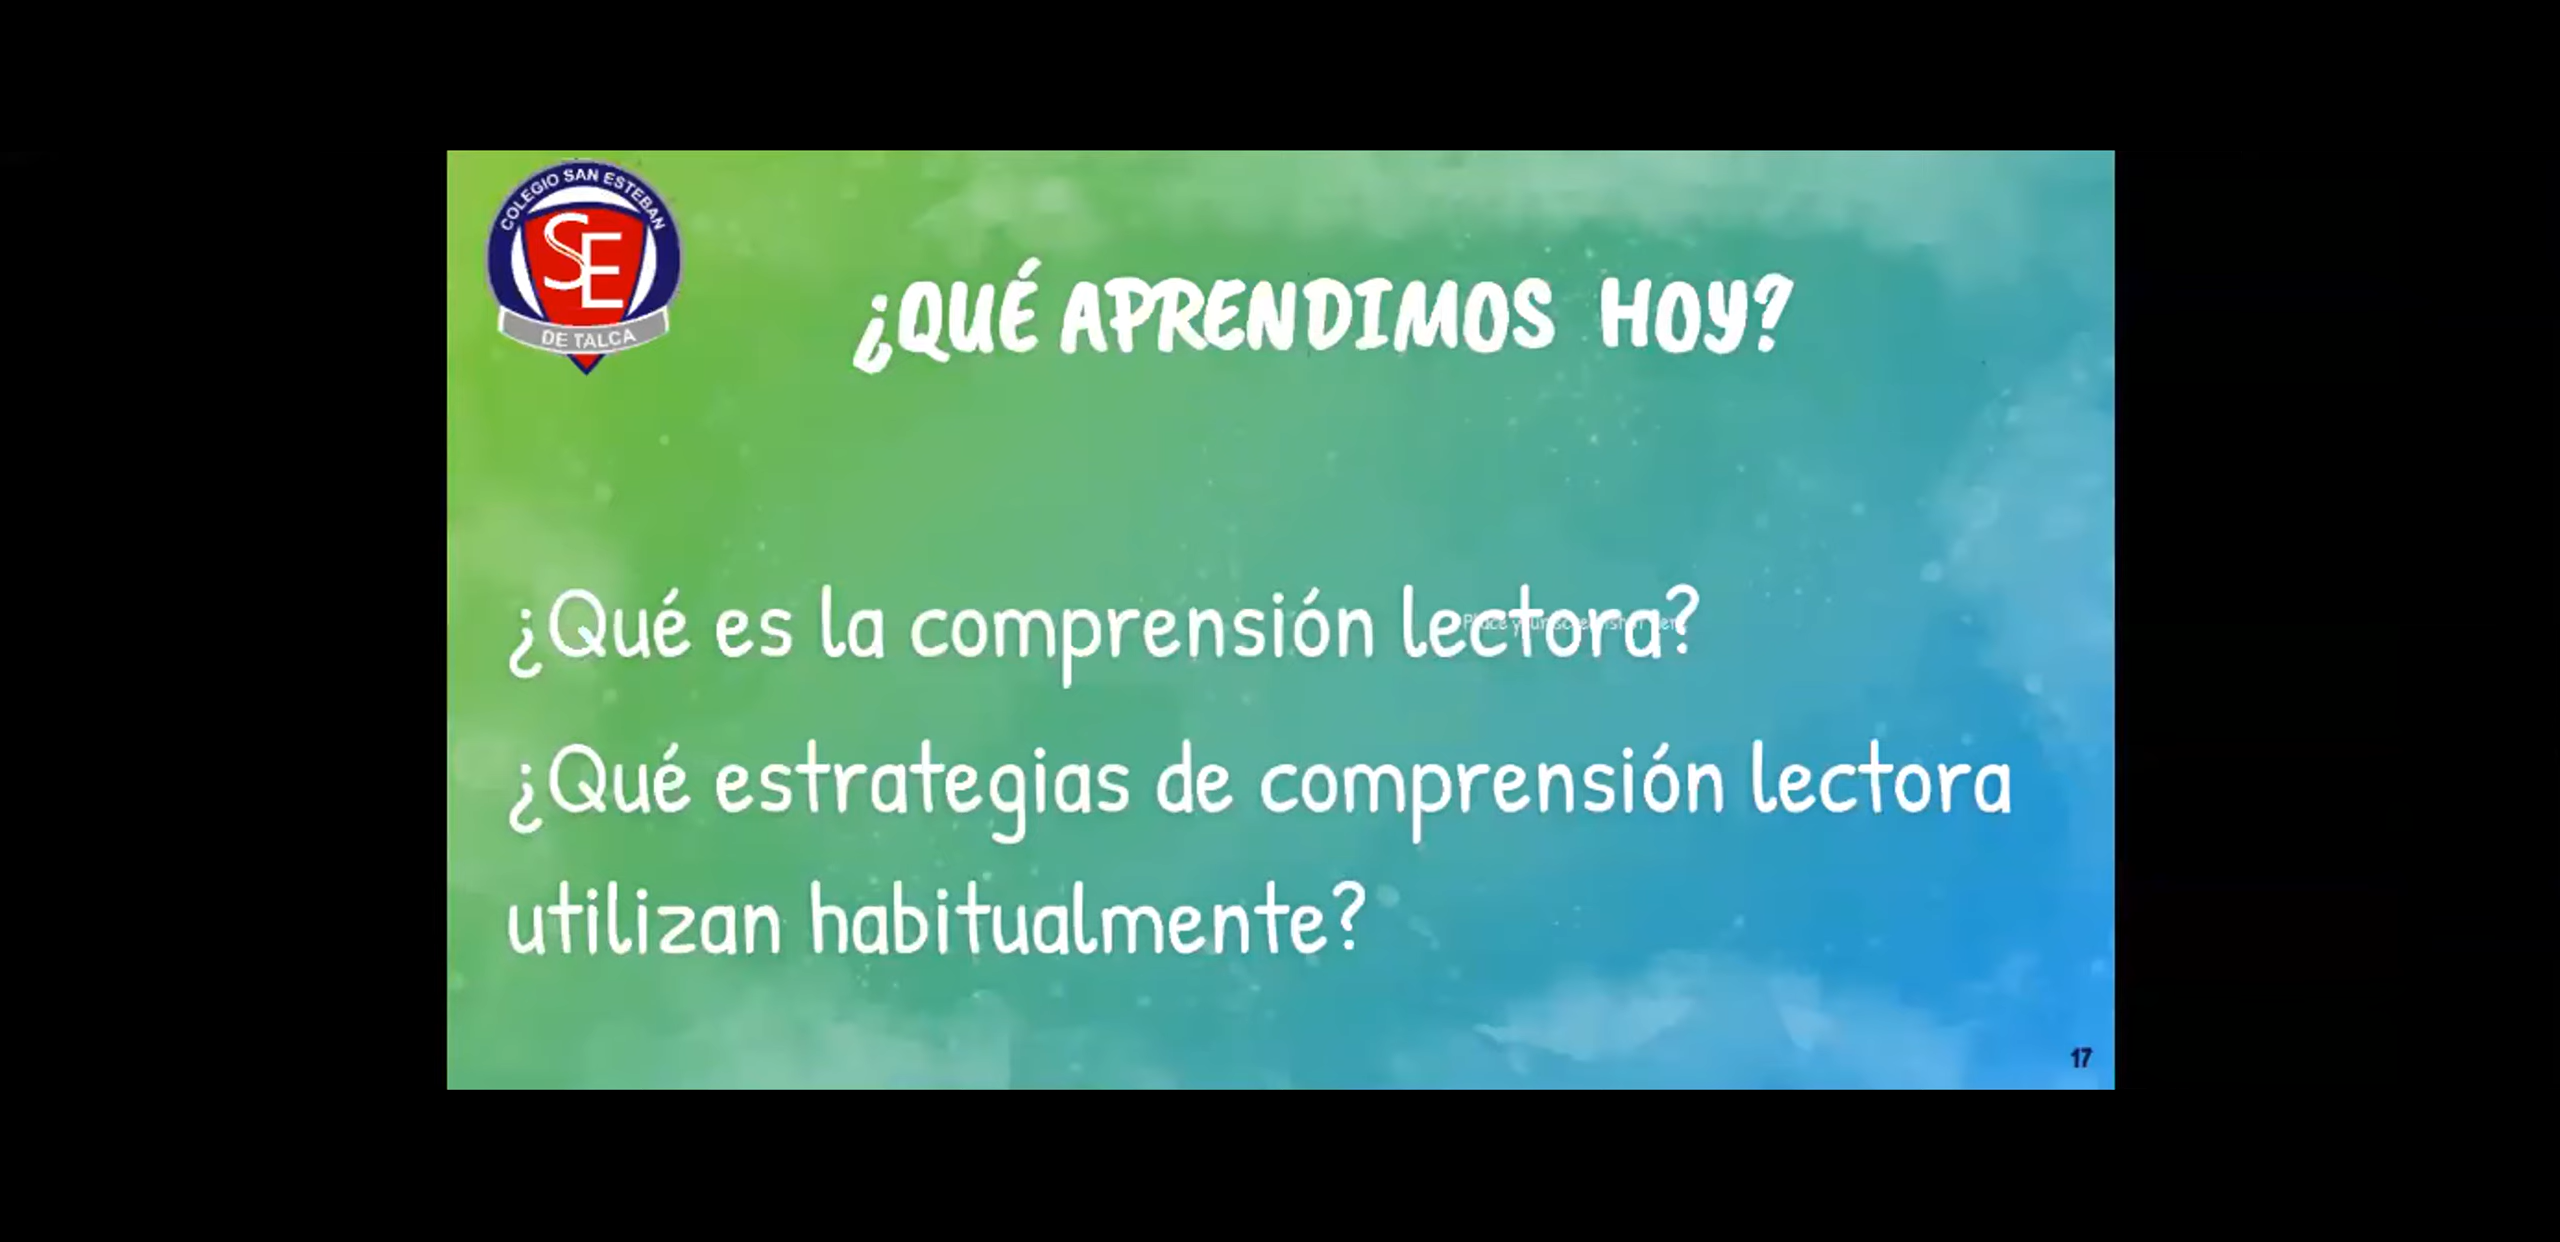 COLEGIO SAN ESTEBAN
SE
DE TALCA
¿QUÉ APRENDIMOS HOY?
¿Qué es la comprensión lectora?
¿Qué estrategias de comprensión lectora
utilizan habitualmente?
17